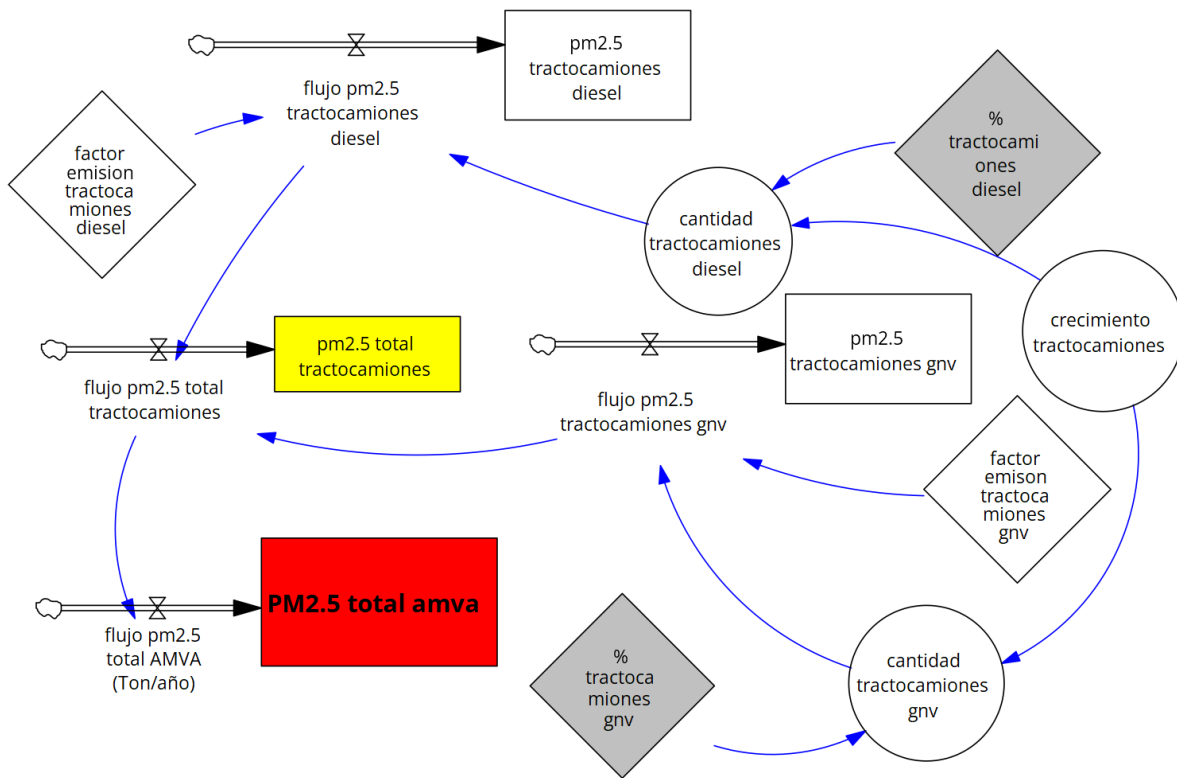 pm2.5
tractocamiones
diesel
flujo pm2.5
tractocamiones
diesel
factor
emision
tractoca
miones
diesel
%
tractocami
ones
diesel
cantidad
tractocamiones
diesel
crecimiento
tractocamiones
pm2.5 total
tractocamiones
flujo pm2.5 total
tractocamiones
pm2.5
tractocamiones gnv
flujo pm2.5
tractocamiones gnv
factor
emison
tractoca
miones
gnv
PM2.5 total amva
flujo pm2.5
total AMVA
(Ton/año)
%
tractoca
miones
gnv
cantidad
tractocamiones
gnv